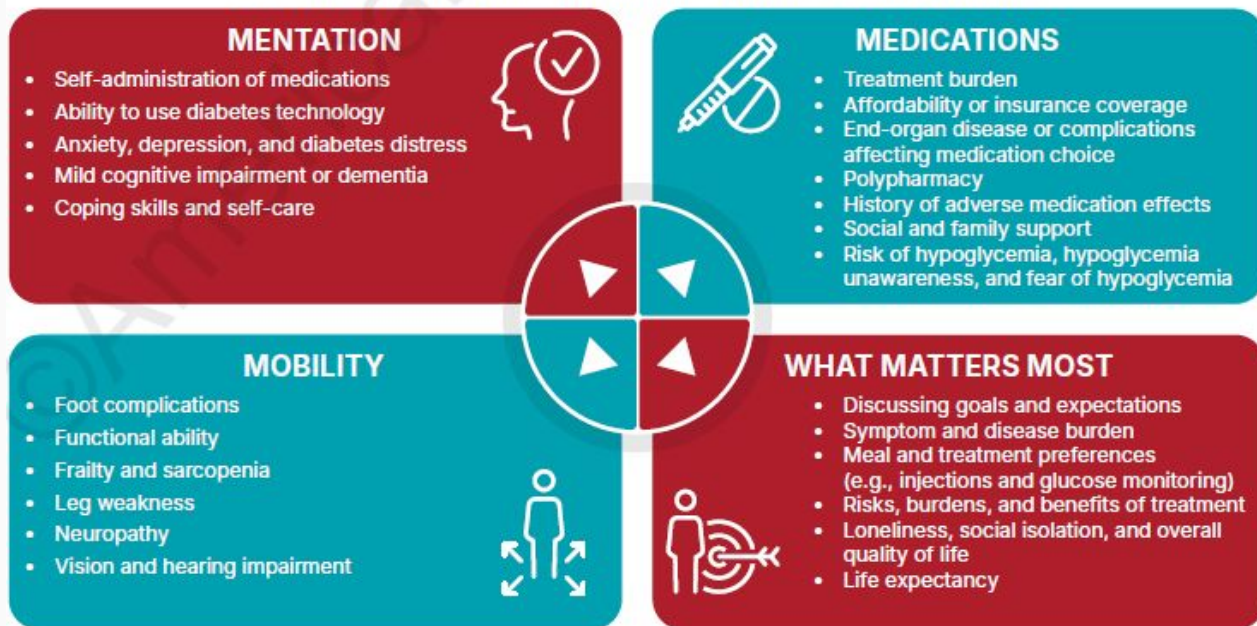 MENTATION
• Self-administration of medications
• Ability to use diabetes technology
• Anxiety, depression, and diabetes distress
• Mild cognitive impairment or dementia
• Coping skills and self-care
MEDICATIONS
• Treatment burden
• Affordability or insurance coverage
• End-organ disease or complications
affecting medication choice
• Polypharmacy
• History of adverse medication effects
• Social and family support
• Risk of hypoglycemia, hypoglycemia
unawareness, and fear of hypoglycemia
MOBILITY
• Foot complications
• Functional ability
• Frailty and sarcopenia
• Leg weakness
• Neuropathy
• Vision and hearing impairment
WHAT MATTERS MOST
• Discussing goals and expectations
• Symptom and disease burden
• Meal and treatment preferences
(e.g., injections and glucose monitoring)
• Risks, burdens, and benefits of treatment
• Loneliness, social isolation, and overall
quality of life
• Life expectancy